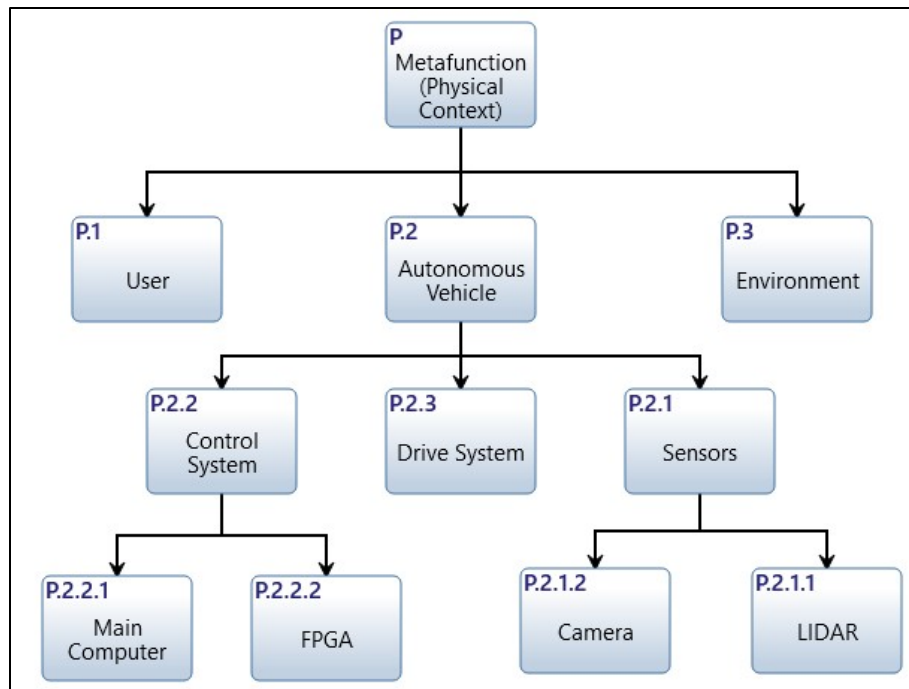 P
Metafunction
(Physical
Context)
P.1
User
P.2
Autonomous
Vehicle
P.3
Environment
P.2.2
Control
System
P.2.3
Drive System
P.2.1
Sensors
P.2.2.1
Main
Computer
P.2.2.2
FPGA
P.2.1.2
Camera
P.2.1.1
LIDAR